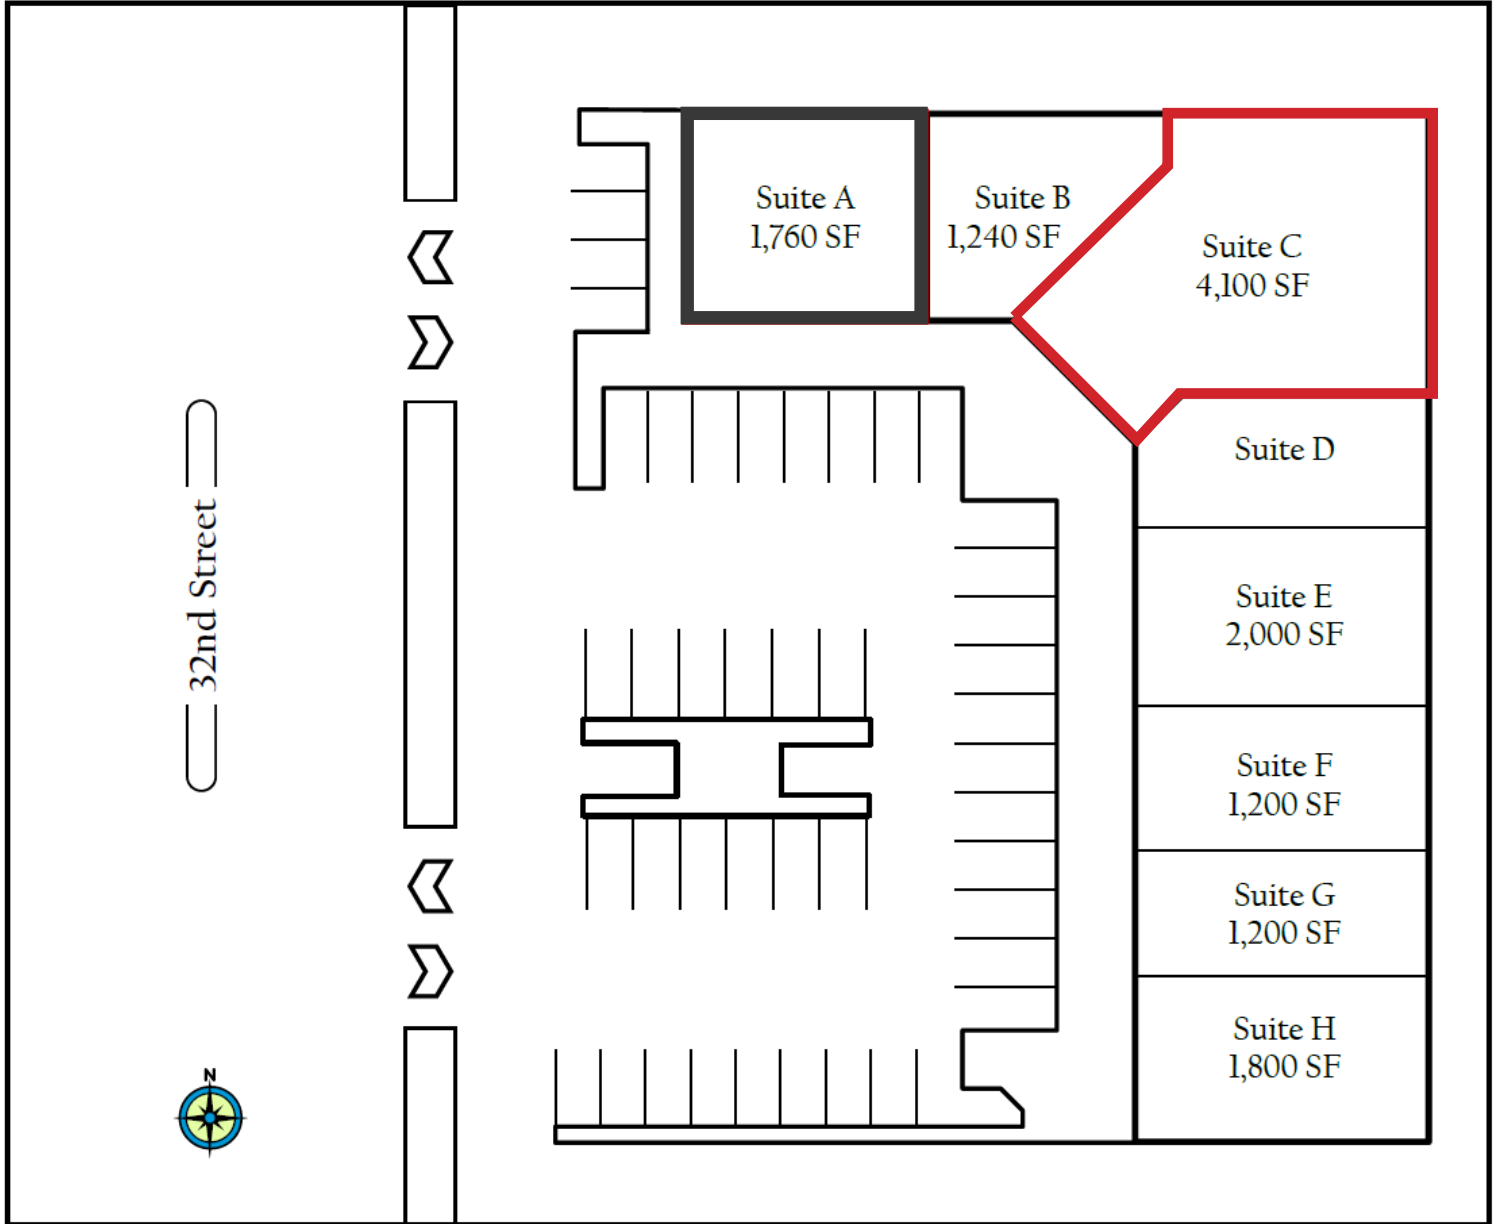 Suite A
1,760 SF
Suite B
1,240 SF
Suite C
4,100 SF
Suite D
Suite E
2,000 SF
Suite F
1,200 SF
Suite G
1,200 SF
Suite H
1,800 SF
32nd Street
N